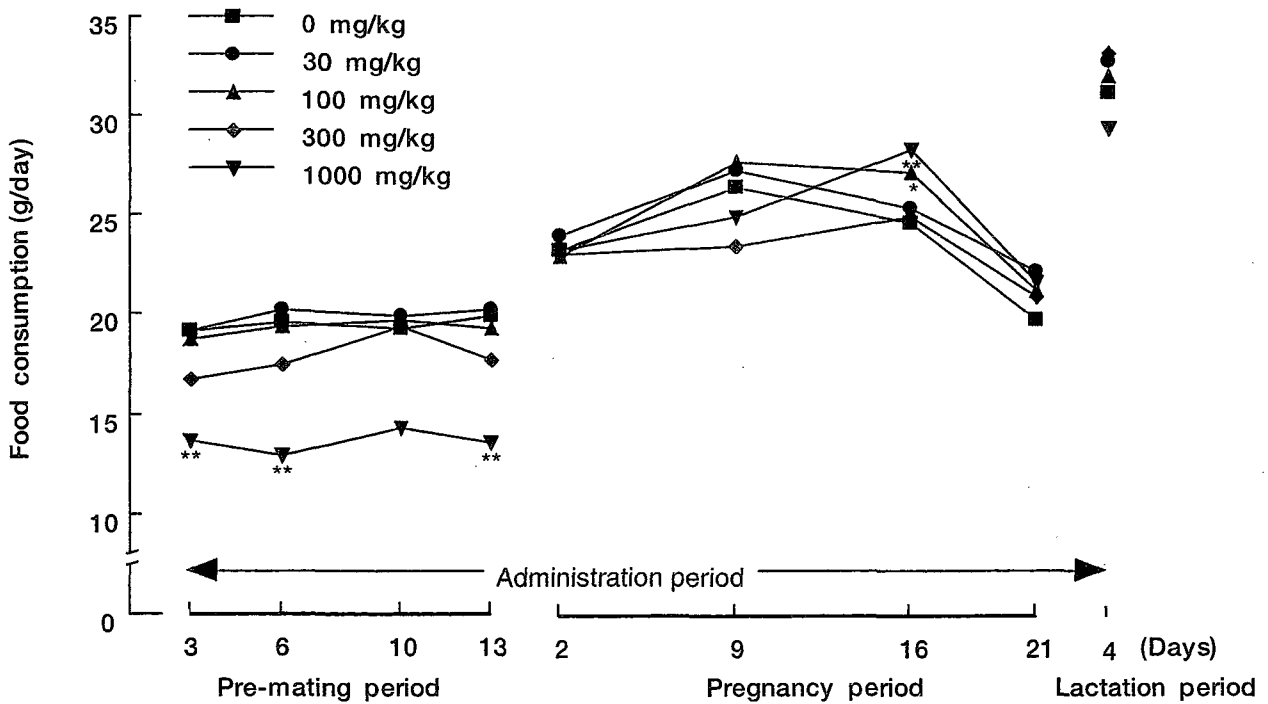 35
30
25
20
15
10
0
Food consumption (g/day)
0 mg/kg
30 mg/kg
100 mg/kg
300 mg/kg
1000 mg/kg
**
**
**
**
*
Administration period
3 6 10 13 2 9 16 21 4 (Days)
Pre-mating period Pregnancy period Lactation period